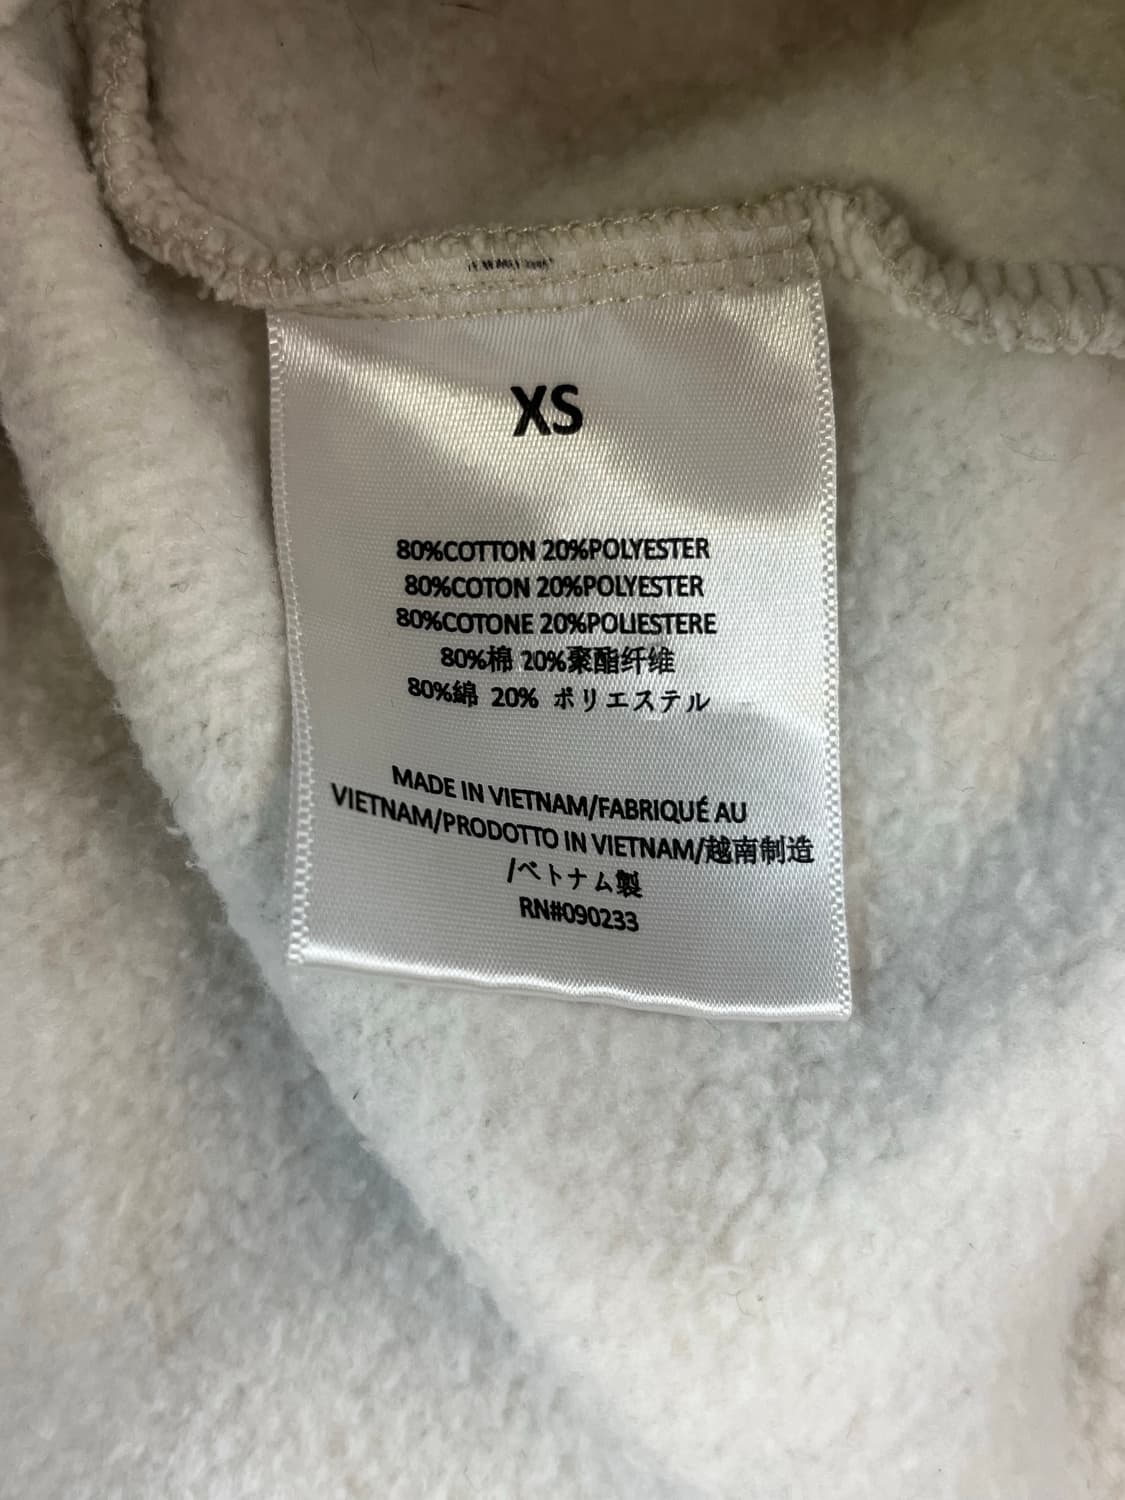 XS
80%COTTON 20%POLYESTER
80%COTON 20%POLYESTER
80%COTONE 20%POLIESTERE
80%棉 20%聚酯纤维
80%綿 20% ポリエステル
MADE IN VIETNAM/FABRIQUÉ AU
VIETNAM/PRODOTTO IN VIETNAM/越南制造
/ベトナム製
RN#090233